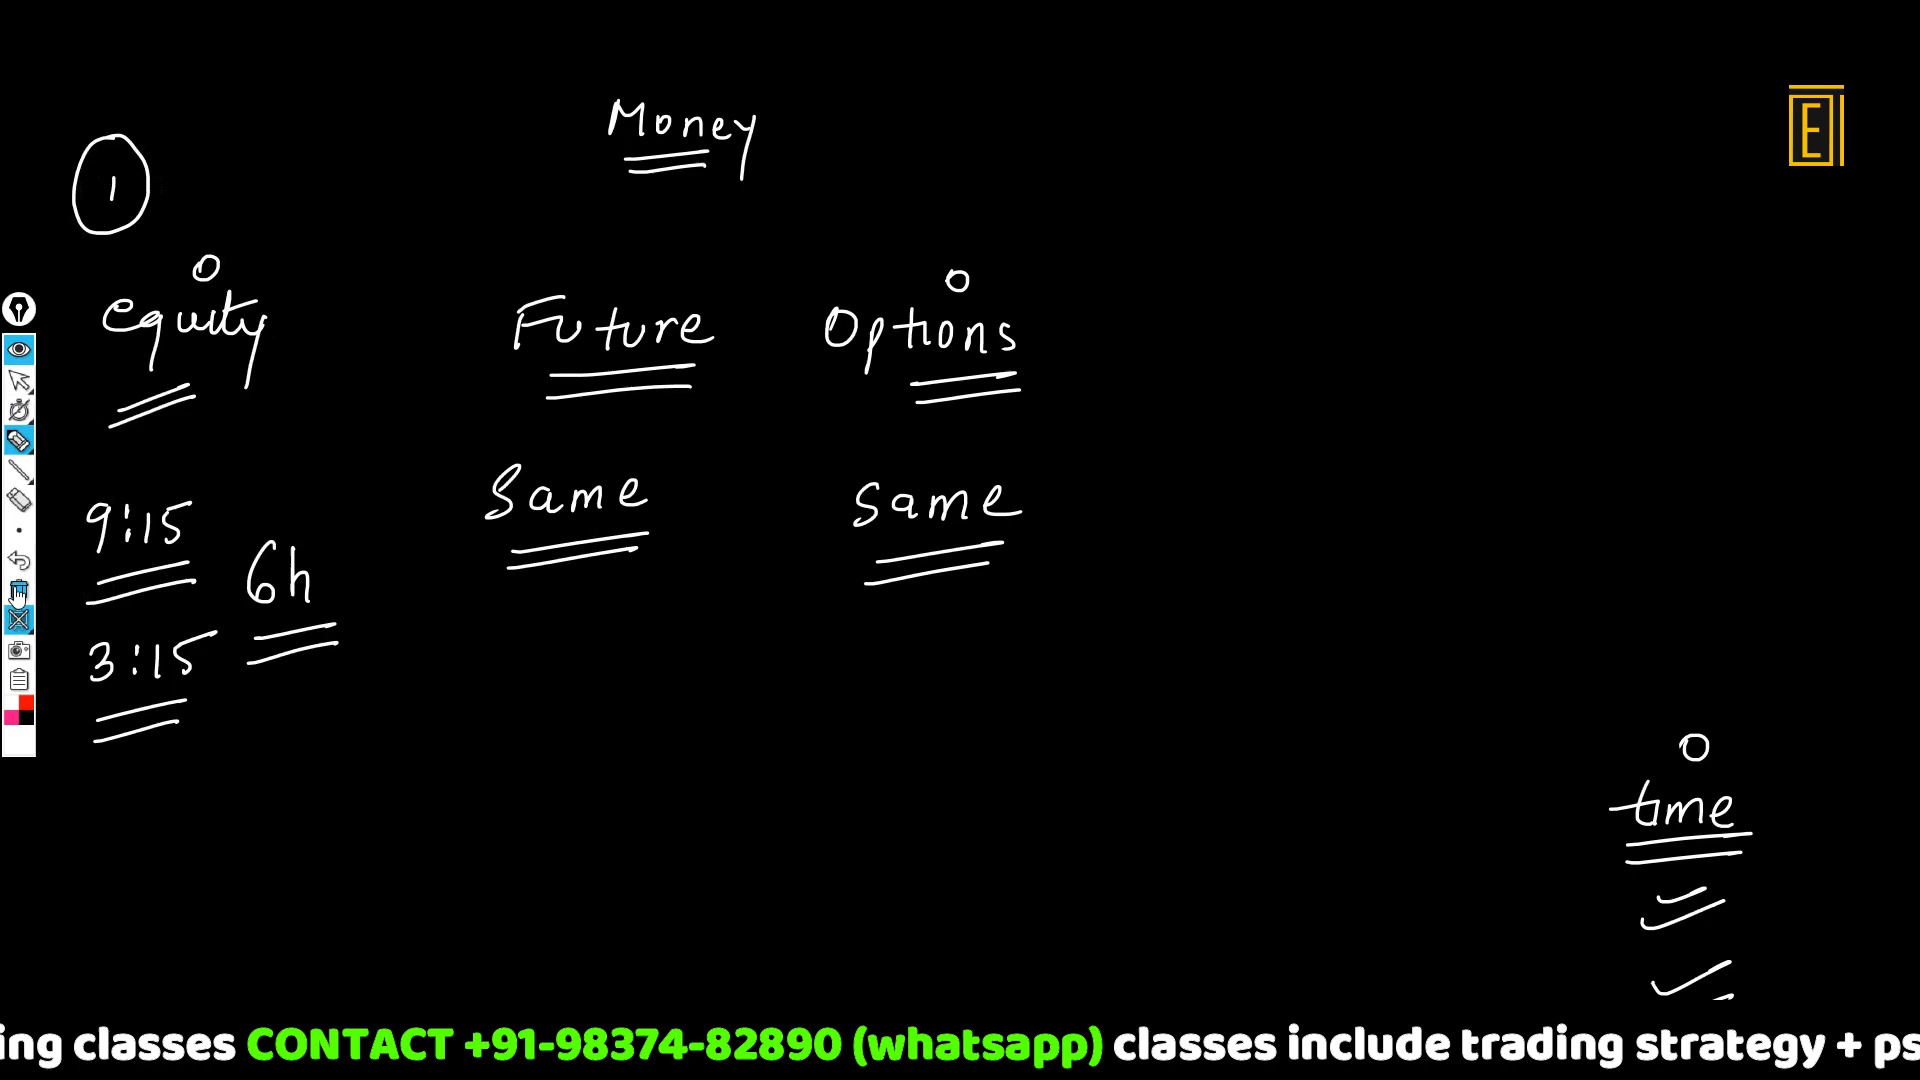 Money
1
E
equity Future Options
9:15 Same Same
6h
3:15
time
ing classes CONTACT +91-98374-82890 (whatsapp) classes include trading strategy + ps